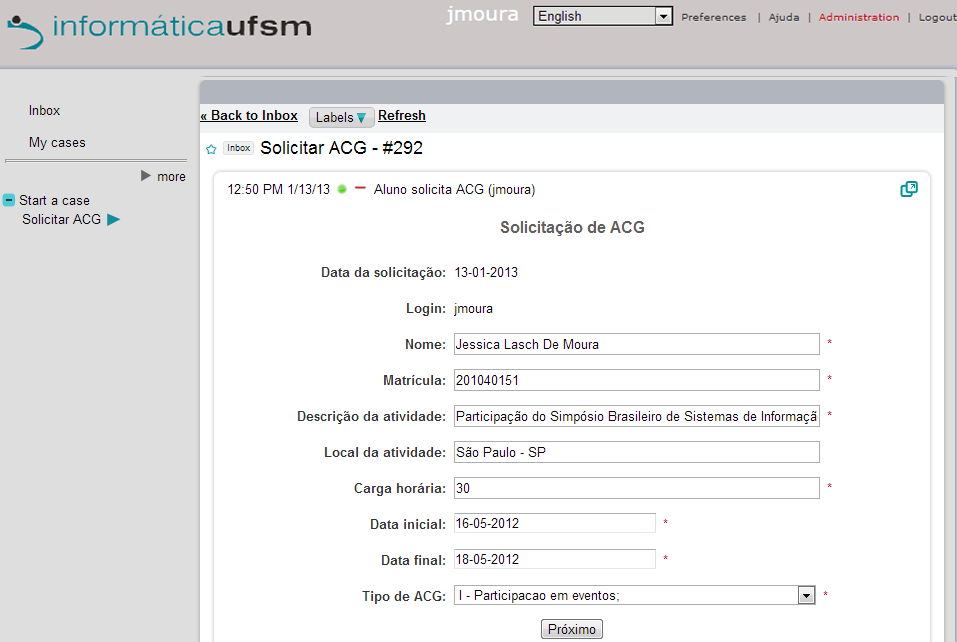 informáticaufsm
jmoura English Preferences | Ajuda | Administration | Logout
Inbox
My cases
more
Start a case
Solicitar ACG
« Back to Inbox Labels Refresh
Inbox Solicitar ACG - #292
12:50 PM 1/13/13 Aluno solicita ACG (jmoura)
Solicitação de ACG
Data da solicitação: 13-01-2013
Login: jmoura
Nome: Jessica Lasch De Moura *
Matrícula: 201040151 *
Descrição da atividade: Participação do Simpósio Brasileiro de Sistemas de Informaçã *
Local da atividade: São Paulo - SP
Carga horária: 30 *
Data inicial: 16-05-2012 *
Data final: 18-05-2012 *
Tipo de ACG: I - Participacao em eventos; *
Próximo